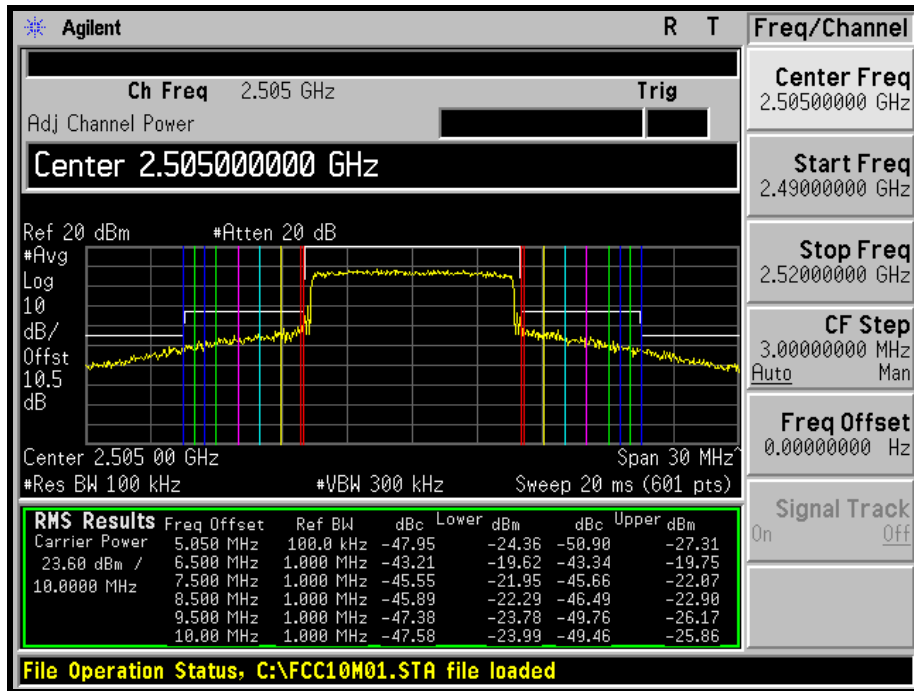 Agilent R T Freq/Channel
Ch Freq 2.505 GHz Trig
Adj Channel Power
Center 2.505000000 GHz
Center Freq
2.50500000 GHz
Start Freq
2.49000000 GHz
Stop Freq
2.52000000 GHz
CF Step
3.00000000 MHz
Auto Man
Freq Offset
0.00000000 Hz
Signal Track
On Off
Ref 20 dBm #Atten 20 dB
#Avg
Log
10
dB/
Offst
10.5
dB
Center 2.505 00 GHz Span 30 MHz^
#Res BW 100 kHz #VBW 300 kHz Sweep 20 ms (601 pts)
RMS Results Freq Offset Ref BW dBc Lower dBm dBc Upper dBm
Carrier Power 5.050 MHz 100.0 kHz -47.95 -24.36 -50.90 -27.31
23.60 dBm / 6.500 MHz 1.000 MHz -43.21 -19.62 -43.34 -19.75
10.0000 MHz 7.500 MHz 1.000 MHz -45.55 -21.95 -45.66 -22.07
8.500 MHz 1.000 MHz -45.89 -22.29 -46.49 -22.90
9.500 MHz 1.000 MHz -47.38 -23.78 -49.76 -26.17
10.00 MHz 1.000 MHz -47.58 -23.99 -49.46 -25.86
File Operation Status, C:\FCC10M01.STA file loaded